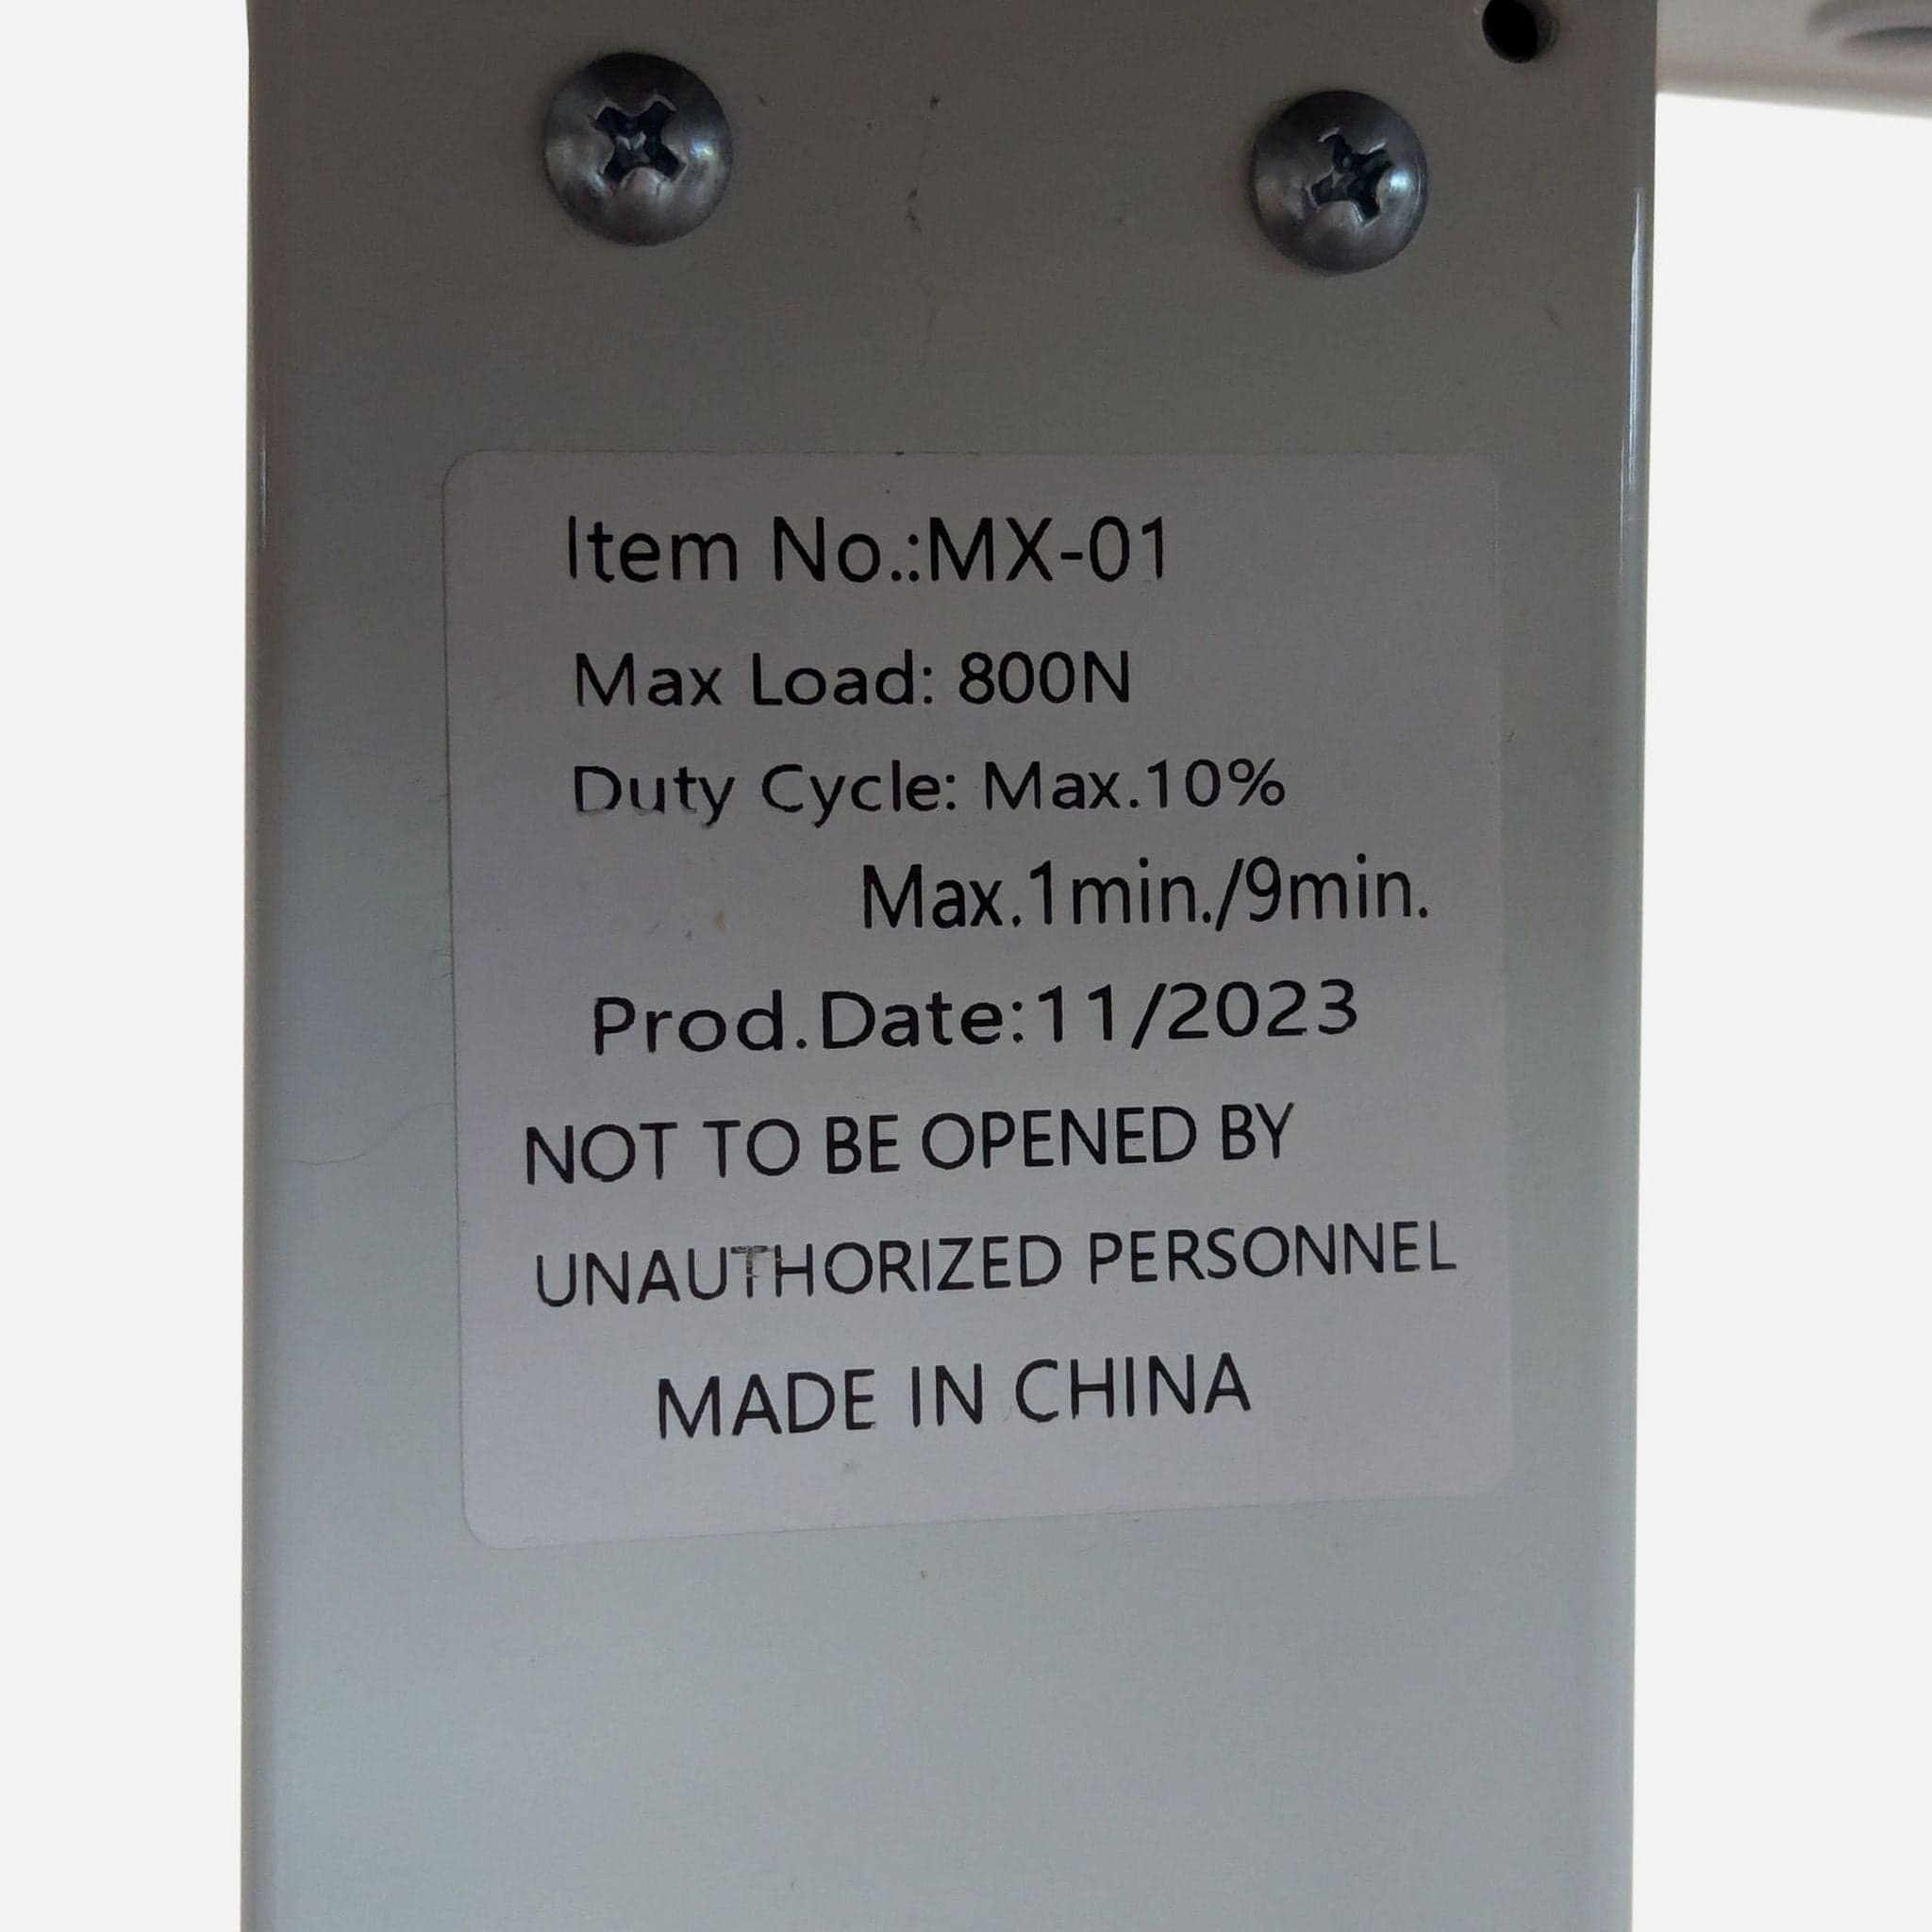 Item No.:MX-01
Max Load: 800N
Duty Cycle: Max.10%
Max.1min./9min.
Prod.Date:11/2023
NOT TO BE OPENED BY
UNAUTHORIZED PERSONNEL
MADE IN CHINA